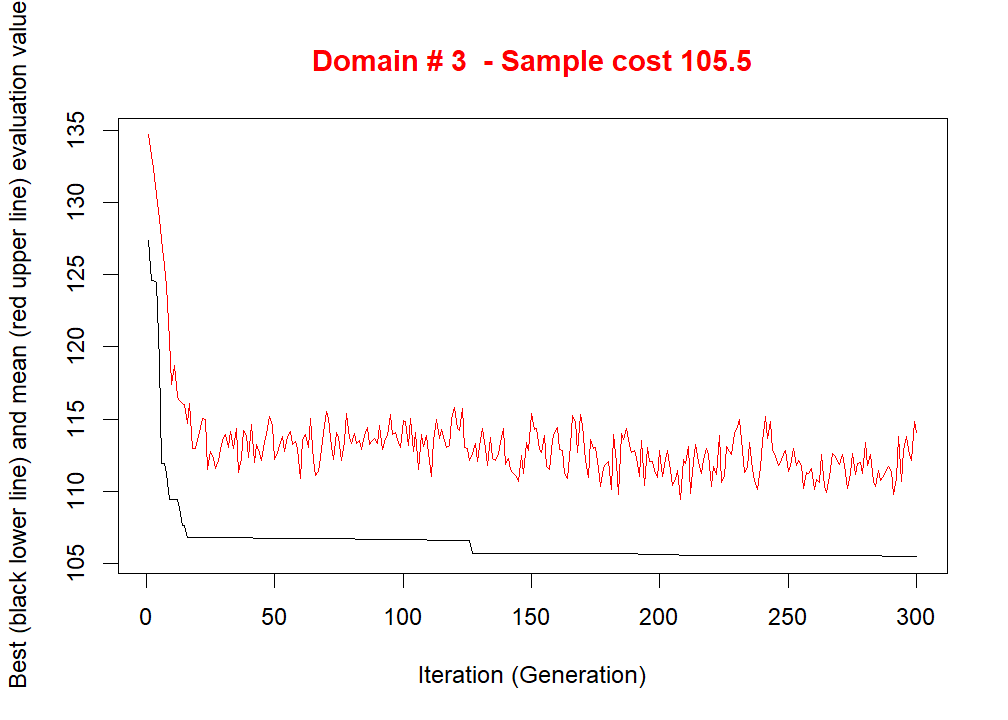 Domain # 3  - Sample cost 105.5
Best (black lower line) and mean (red upper line) evaluation value
135
130
125
120
115
110
105
0 50 100 150 200 250 300
Iteration (Generation)